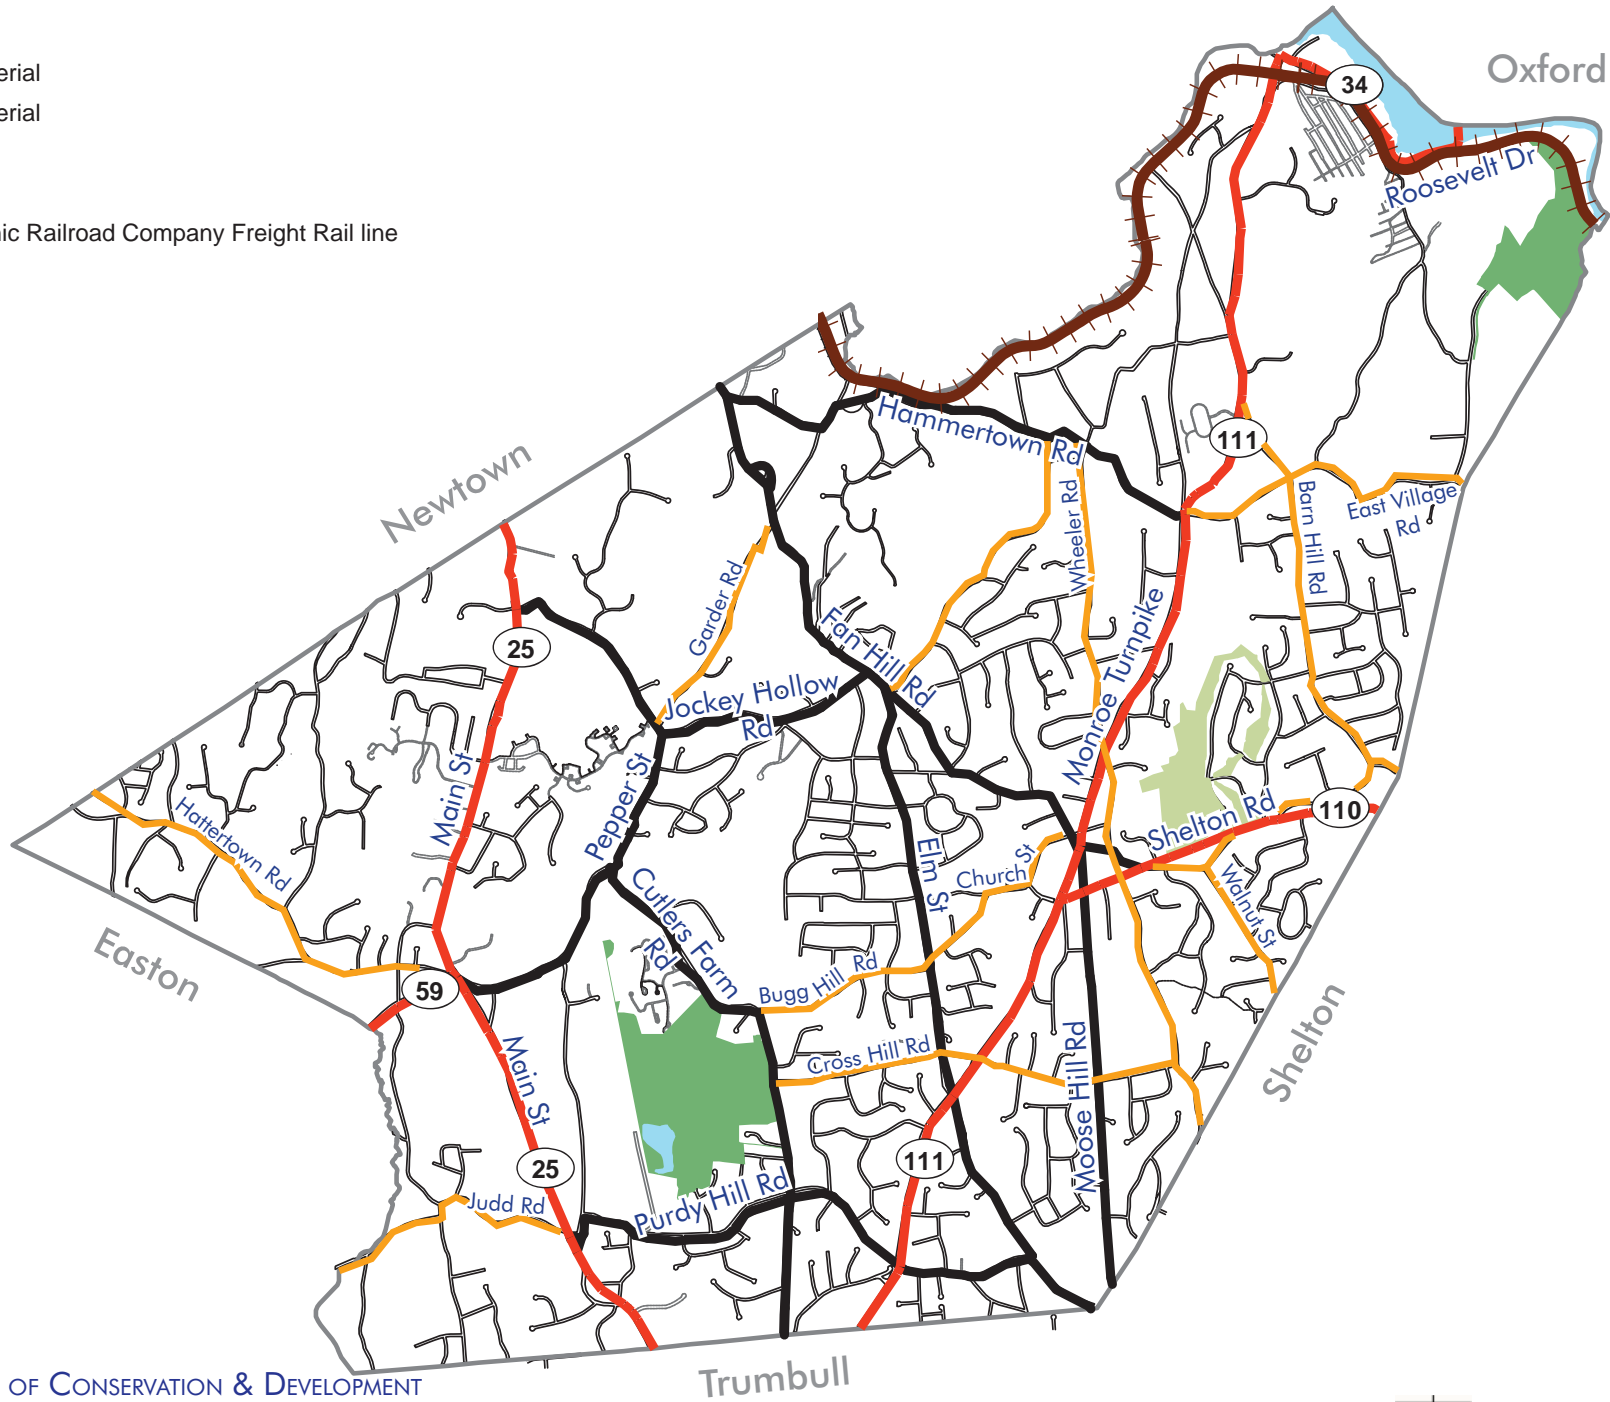 erial
erial
ic Railroad Company Freight Rail line
Oxford
34
Roosevelt Dr
Newtown
Hammertown Rd
111
Wheeler Rd
Barn Hill Rd
East Village
Rd
Garder Rd
Fan Hill Rd
25
Jockey Hollow
Rd
Monroe Turnpike
Main St
Pepper St
Hattertown Rd
Shelton Rd
110
Elm St
Church St
Walnut St
Cutlers Farm
Rd
Easton
59
Bugg Hill Rd
Cross Hill Rd
Main St
Moose Hill Rd
Shelton
25
111
Judd Rd
Purdy Hill Rd
Trumbull
OF CONSERVATION & DEVELOPMENT